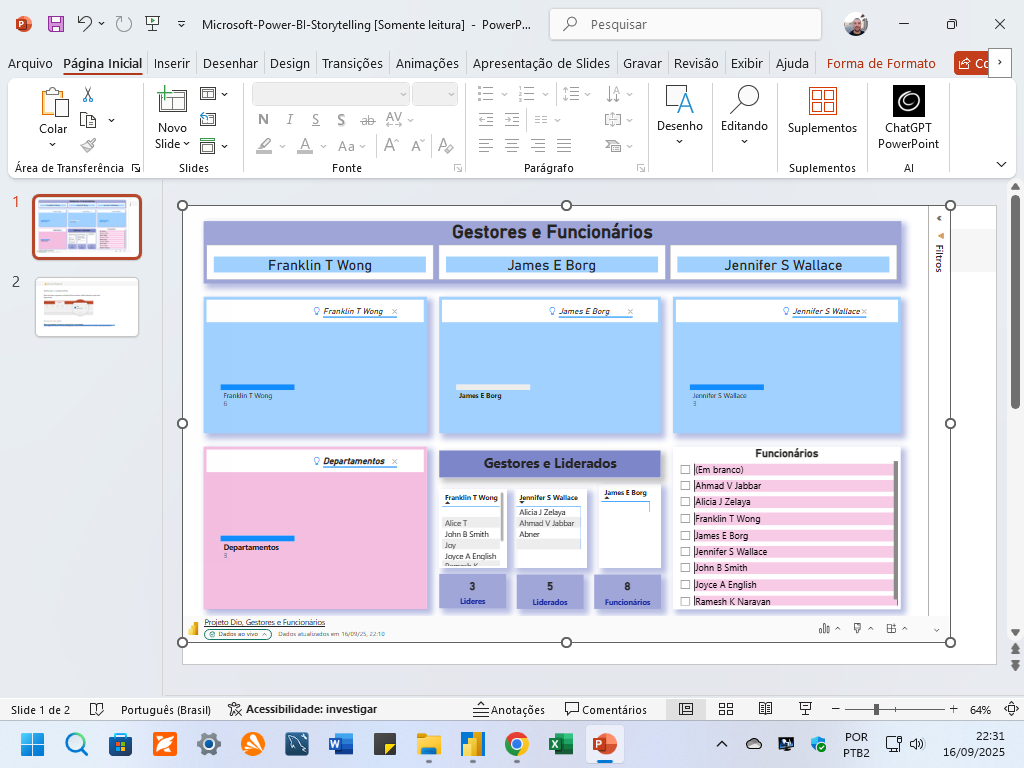 Microsoft-Power-BI-Storytelling [Somente leitura] - PowerP...
Pesquisar
Arquivo Página Inicial Inserir Desenhar Design Transições Animações Apresentação de Slides Gravar Revisão Exibir Ajuda Forma de Formato Co
Colar
Novo
Slide
N I S S ab AV
A Aa A A A
Desenho
Editando
Suplementos
ChatGPT
PowerPoint
Área de Transferência Slides Fonte Parágrafo Suplementos AI
1
2
Gestores e Funcionários
Franklin T Wong James E Borg Jennifer S Wallace
Filtros
Franklin T Wong
James E Borg
Jennifer S Wallace
Franklin T Wong
6
James E Borg
Jennifer S Wallace
3
Departamentos
Departamentos
3
Gestores e Liderados
Franklin T Wong
Alice T
John B Smith
Joy
Joyce A English
Ramesh K
Jennifer S Wallace
Alicia J Zelaya
Ahmad V Jabbar
Abner
James E Borg
3
Lideres
5
Liderados
8
Funcionários
Funcionários
(Em branco)
Ahmad V Jabbar
Alicia J Zelaya
Franklin T Wong
James E Borg
Jennifer S Wallace
John B Smith
Joyce A English
Ramesh K Narayan
Projeto Dio, Gestores e Funcionários
Dados ao vivo Dados atualizados em 16/09/25, 22:10
Slide 1 de 2 Português (Brasil) Acessibilidade: investigar Anotações Comentários 64%
POR
PTB2
22:31
16/09/2025